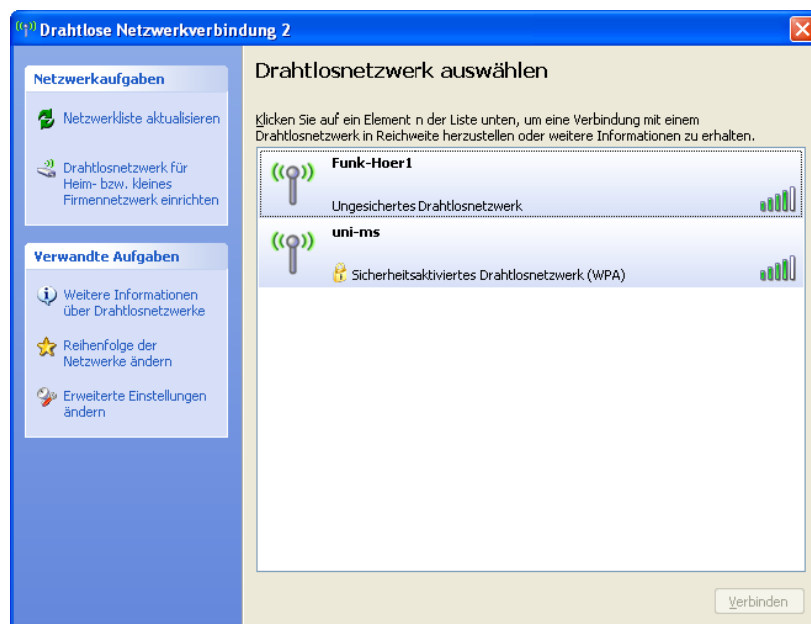 Drahtlose Netzwerkverbindung 2
Netzwerkaufgaben
Netzwerkliste aktualisieren
Drahtlosnetzwerk für
Heim- bzw. kleines
Firmennetzwerk einrichten
Verwandte Aufgaben
Weitere Informationen
über Drahtlosnetzwerke
Reihenfolge der
Netzwerke ändern
Erweiterte Einstellungen
ändern
Drahtlosnetzwerk auswählen
Klicken Sie auf ein Element n der Liste unten, um eine Verbindung mit einem
Drahtlosnetzwerk in Reichweite herzustellen oder weitere Informationen zu erhalten.
Funk-Hoer1
Ungesichertes Drahtlosnetzwerk
uni-ms
Sicherheitsaktiviertes Drahtlosnetzwerk (WPA)
Verbinden